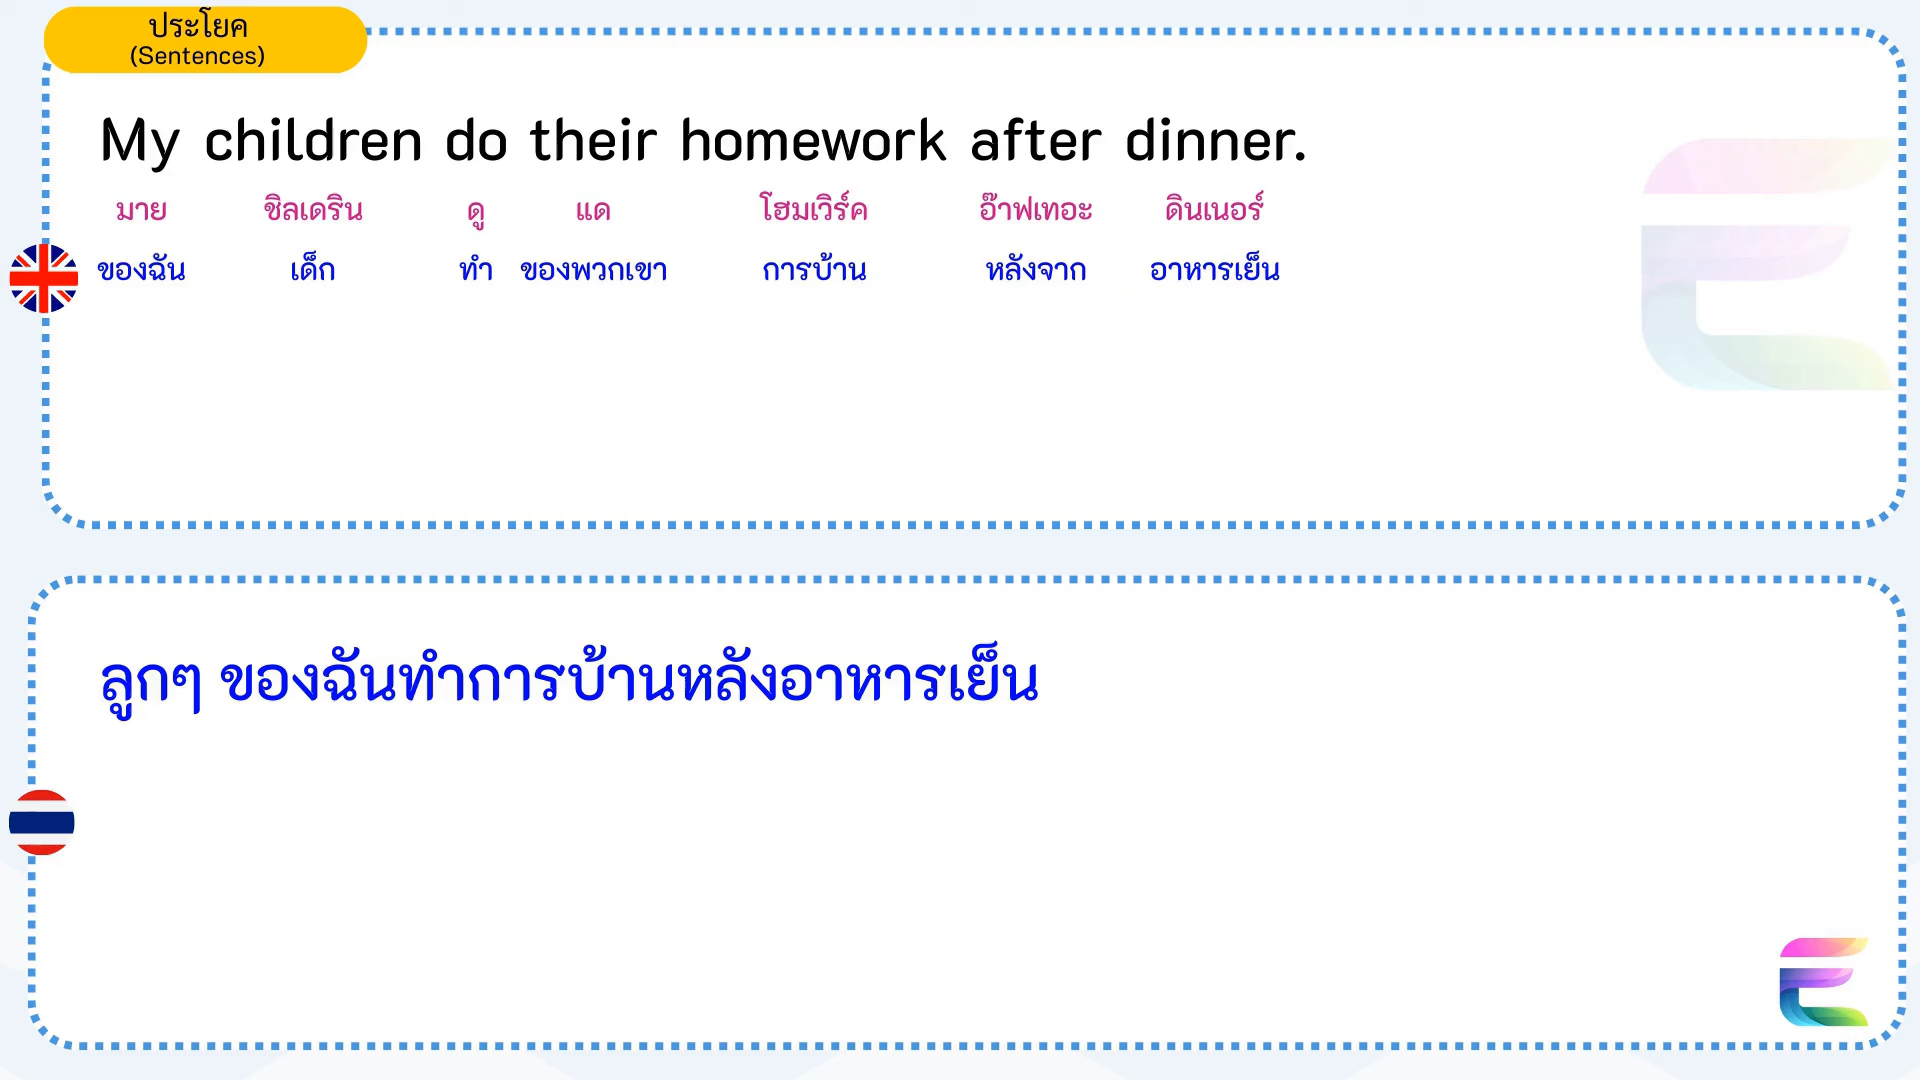 ประโยค
(Sentences)
My children do their homework after dinner.
มาย ชิลเดริน ดู แด โฮมเวิร์ค อ๊าฟเทอะ ดินเนอร์
ของฉัน เด็ก ทำ ของพวกเขา การบ้าน หลังจาก อาหารเย็น
ลูกๆ ของฉันทำการบ้านหลังอาหารเย็น